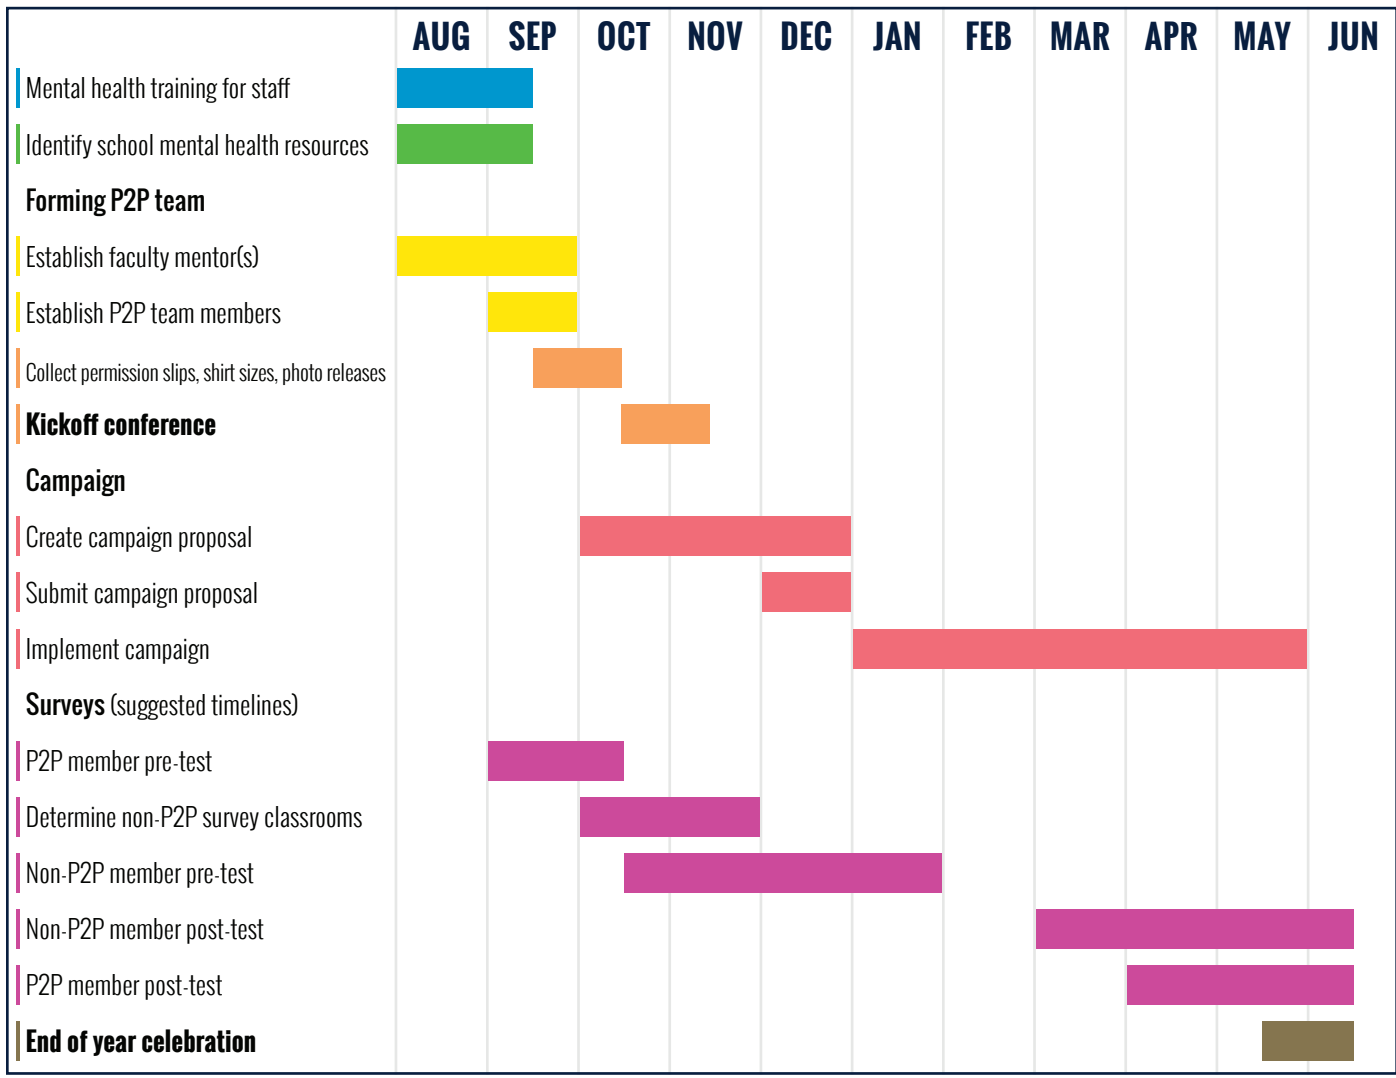 AUG SEP OCT NOV DEC JAN FEB MAR APR MAY JUN
Mental health training for staff
Identify school mental health resources
Forming P2P team
Establish faculty mentor(s)
Establish P2P team members
Collect permission slips, shirt sizes, photo releases
Kickoff conference
Campaign
Create campaign proposal
Submit campaign proposal
Implement campaign
Surveys (suggested timelines)
P2P member pre-test
Determine non-P2P survey classrooms
Non-P2P member pre-test
Non-P2P member post-test
P2P member post-test
End of year celebration